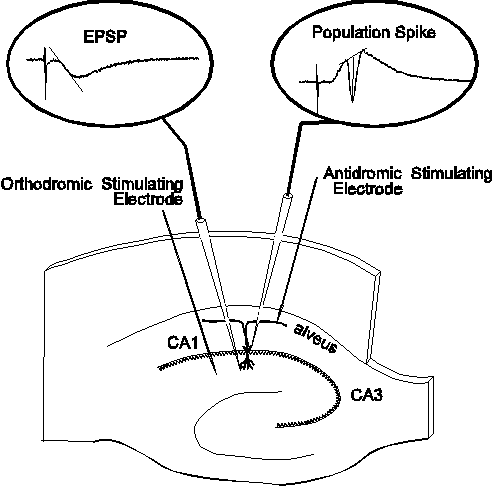 EPSP
Population Spike
Orthodromic Stimulating
Electrode
Antidromic Stimulating
Electrode
CA1
alveus
CA3